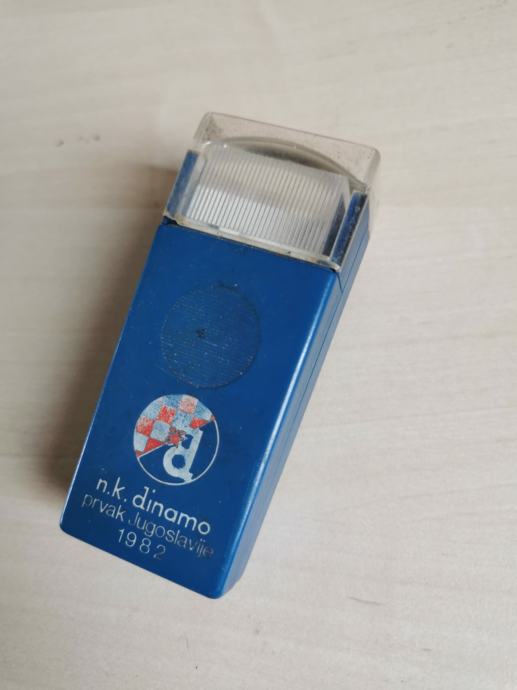 d
n.k. dinamo
prvak Jugoslavije
1982